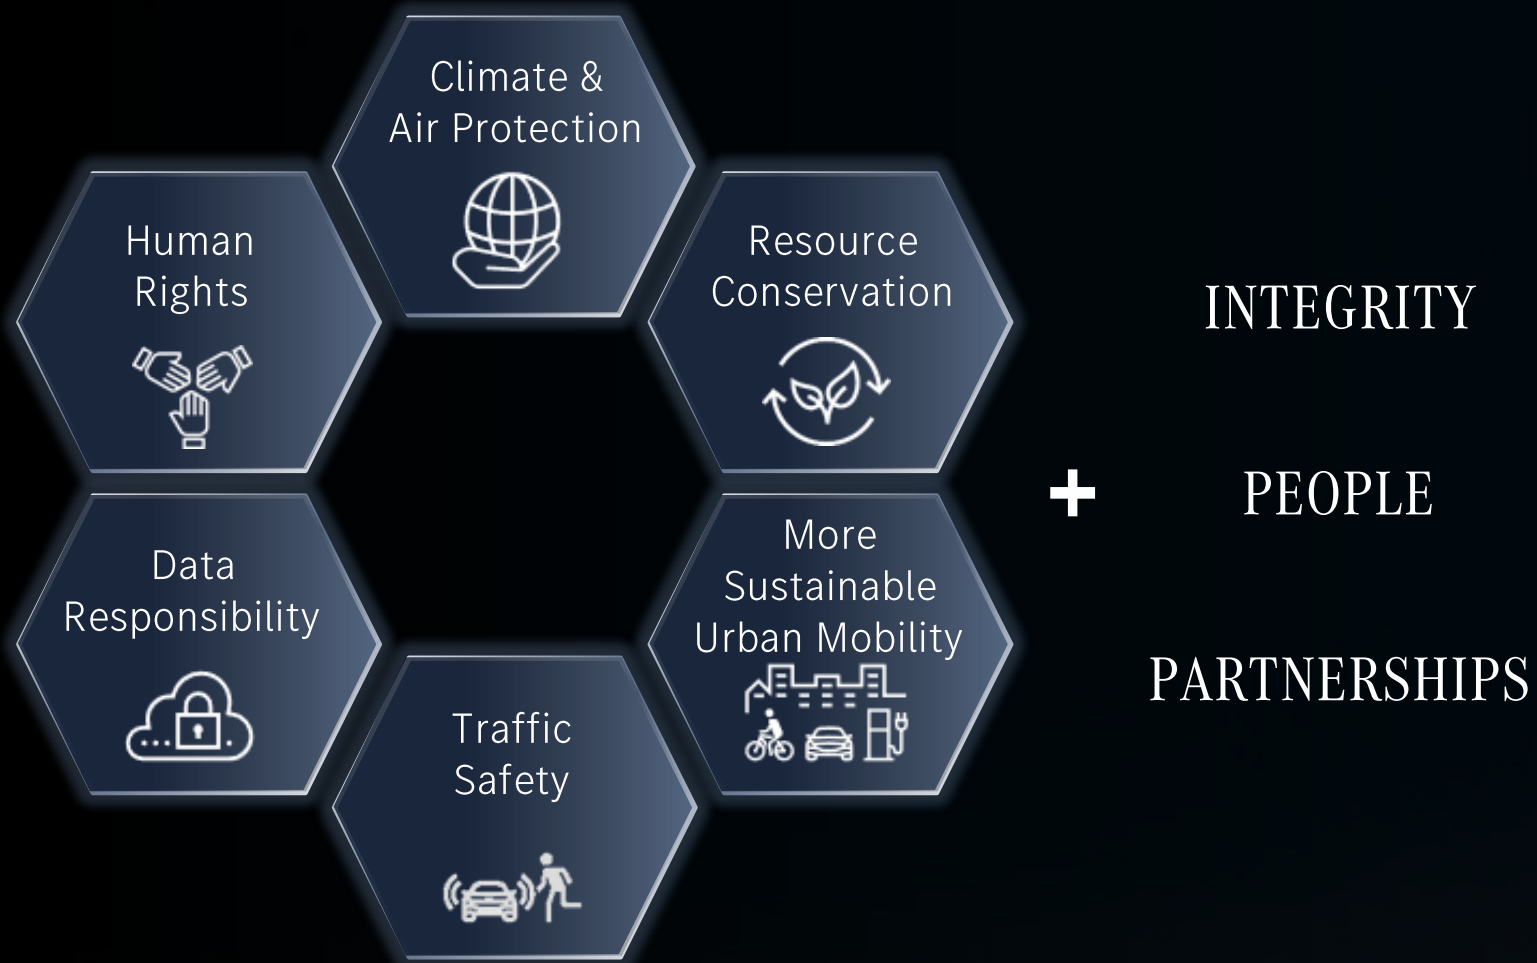 Climate &
Air Protection
Human
Rights
Resource
Conservation
Data
Responsibility
More
Sustainable
Urban Mobility
Traffic
Safety
+
INTEGRITY
PEOPLE
PARTNERSHIPS